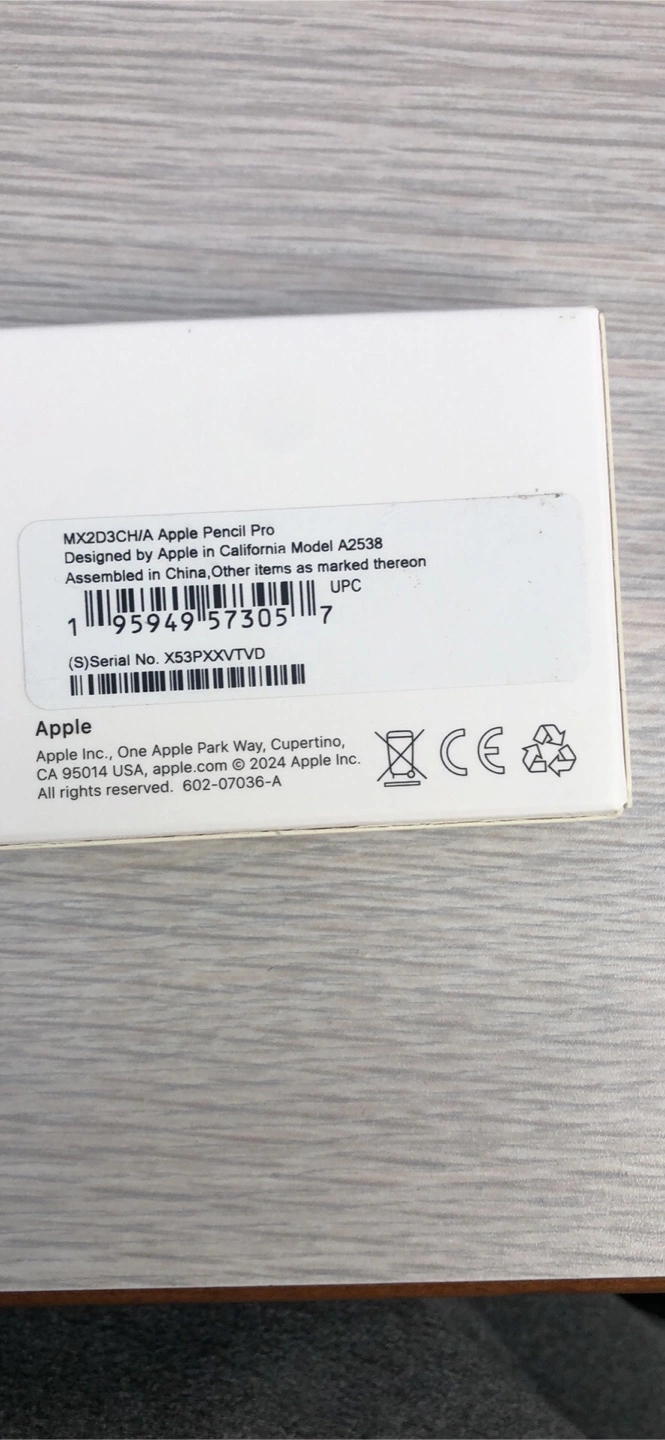 MX2D3CH/A Apple Pencil Pro
Designed by Apple in California Model A2538
Assembled in China,Other items as marked thereon
UPC
1 95949 57305 7
(S)Serial No. X53PXXVTVD
Apple
Apple Inc., One Apple Park Way, Cupertino,
CA 95014 USA, apple.com © 2024 Apple Inc.
All rights reserved. 602-07036-A
CE